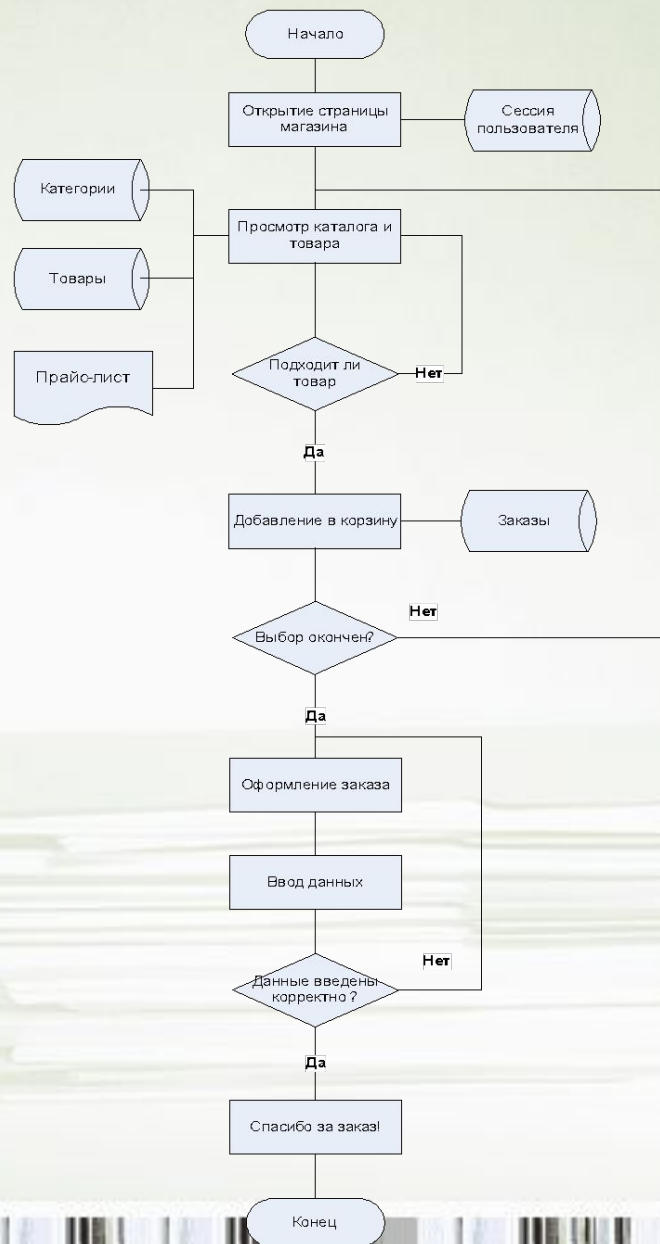 Начало
Открытие страницы
магазина
Сессия
пользователя
Категории
Просмотр каталога и
товара
Товары
Прайс-лист
Подходит ли
товар
Нет
Да
Добавление в корзину
Заказы
Выбор окончен?
Нет
Да
Оформление заказа
Ввод данных
Данные введены
корректно ?
Нет
Да
Спасибо за заказ!
Конец